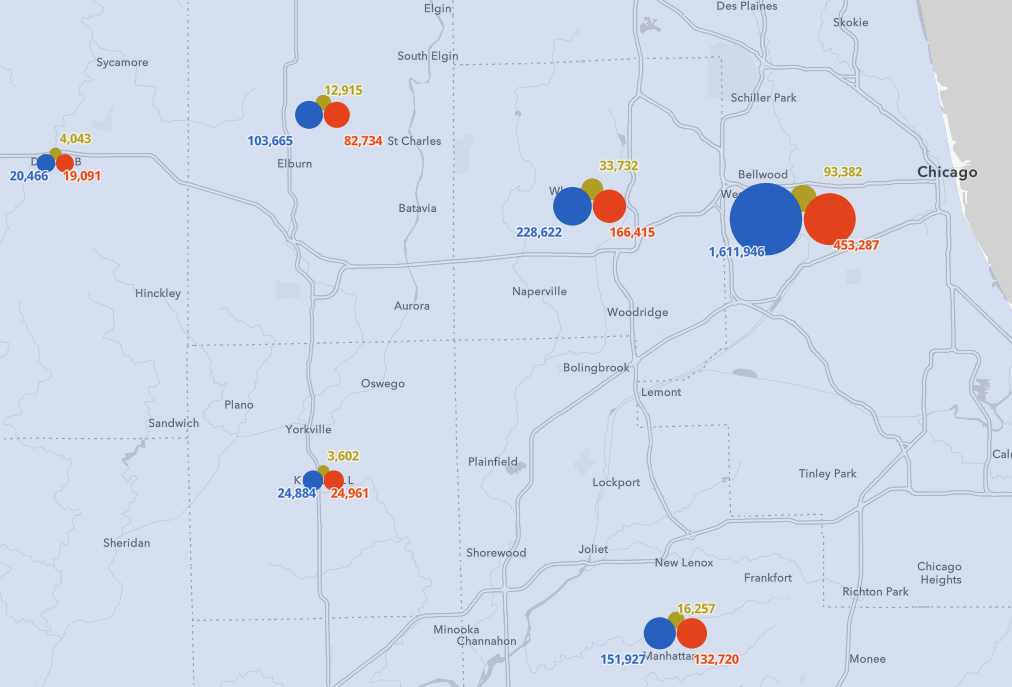 Elgin
Des Plaines
Skokie
Sycamore
South Elgin
12,915
Schiller Park
103,665
82,734
St Charles
4,043
20,466
19,091
Elburn
33,732
93,382
Bellwood
Chicago
Batavia
228,622
166,415
1,611,946
453,287
Hinckley
Naperville
Aurora
Woodridge
Bolingbrook
Oswego
Lemont
Plano
Sandwich
Yorkville
3,602
Plainfield
Tinley Park
24,884
24,961
Lockport
Sheridan
Shorewood
Joliet
New Lenox
Frankfort
Chicago
Heights
Richton Park
16,257
Minooka
Channahon
151,927
132,720
Monee